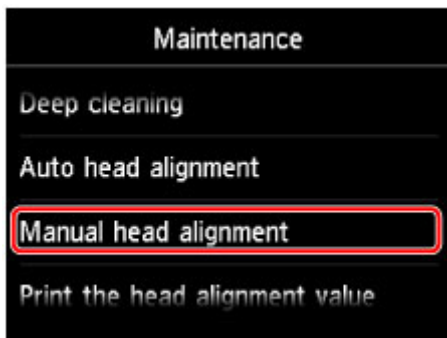 Maintenance
Deep cleaning
Auto head alignment
Manual head alignment
Print the head alignment value